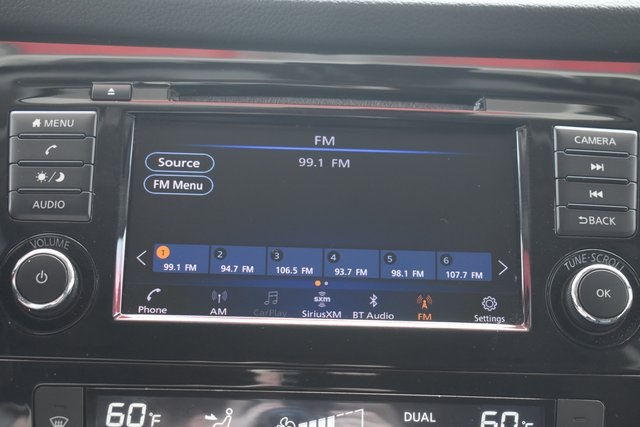 MENU
AUDIO
VOLUME
FM
Source
99.1 FM
FM Menu
1 2 3 4 5 6
99.1 FM 94.7 FM 106.5 FM 93.7 FM 98.1 FM 107.7 FM
Phone AM CarPlay sxm SiriusXM BT Audio FM Settings
CAMERA
BACK
TUNE·SCROLL
OK
60°F DUAL 60°F